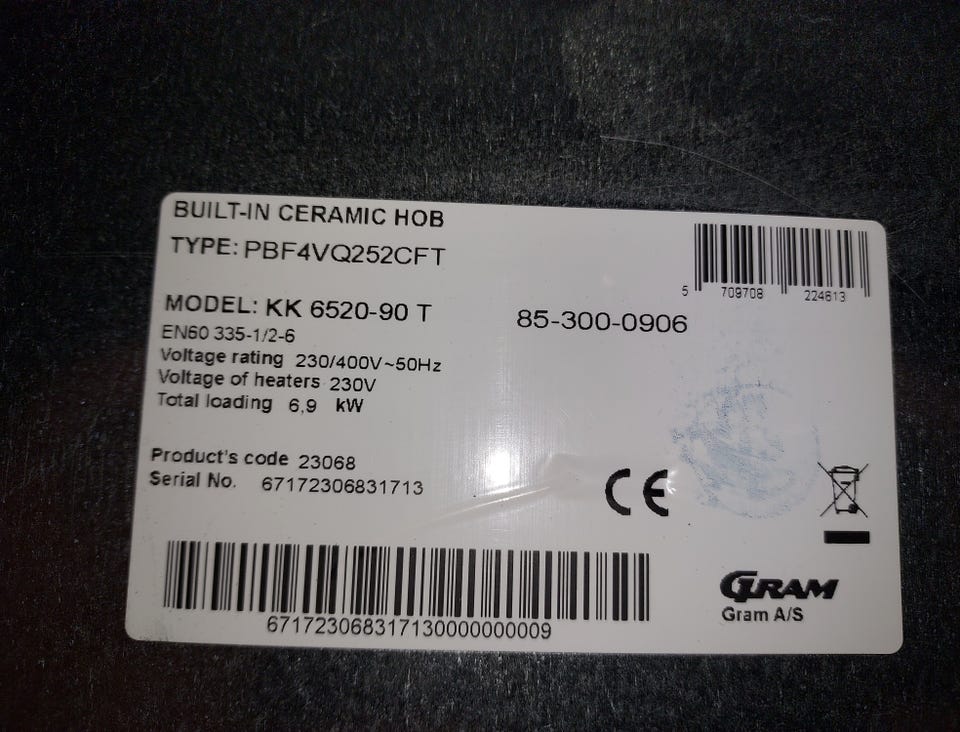 BUILT-IN CERAMIC HOB
TYPE: PBF4VQ252CFT
5 709708 224613
MODEL: KK 6520-90 T 85-300-0906
EN60 335-1/2-6
Voltage rating 230/400V~50Hz
Voltage of heaters 230V
Total loading 6,9 kW
Product's code 23068
Serial No. 67172306831713
CE
GRAM
Gram A/S
671723068317130000000009